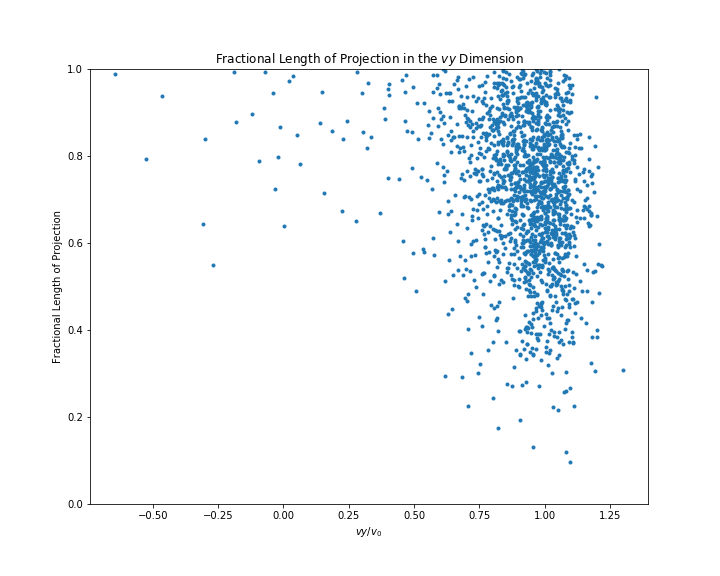 Fractional Length of Projection in the vy Dimension
1.0
0.8
0.6
0.4
0.2
0.0
Fractional Length of Projection
−0.50 −0.25 0.00 0.25 0.50 0.75 1.00 1.25
vy/v₀